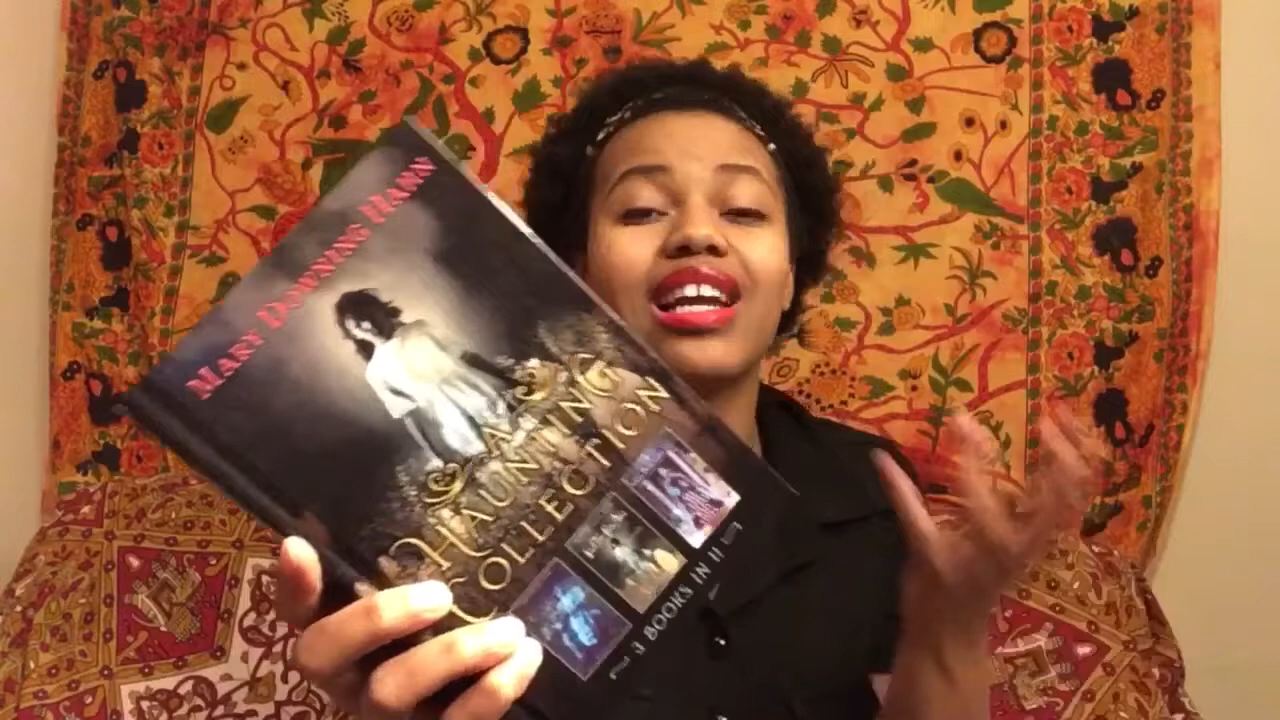 MARY DOWNING HAHN
A
HAUNTING
COLLECTION
3 BOOKS IN 1!